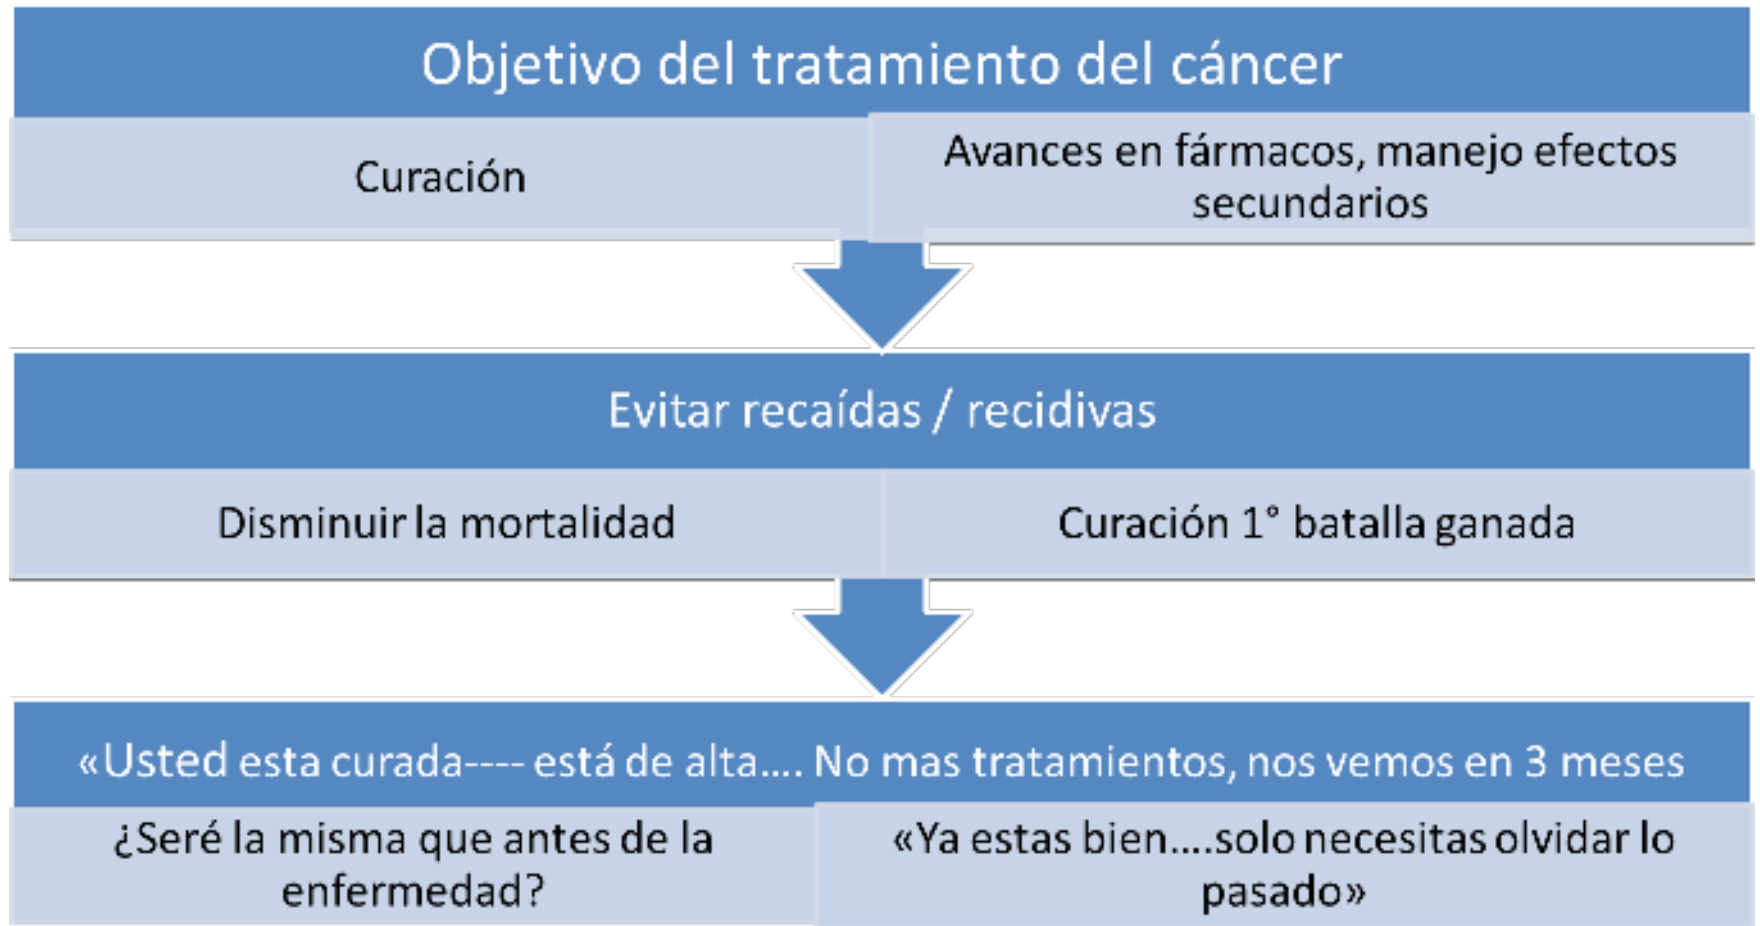 Objetivo del tratamiento del cáncer
Curación
Avances en fármacos, manejo efectos
secundarios
Evitar recaídas / recidivas
Disminuir la mortalidad
Curación 1° batalla ganada
«Usted esta curada---- está de alta.... No mas tratamientos, nos vemos en 3 meses
¿Seré la misma que antes de la
enfermedad?
«Ya estas bien....solo necesitas olvidar lo
pasado»